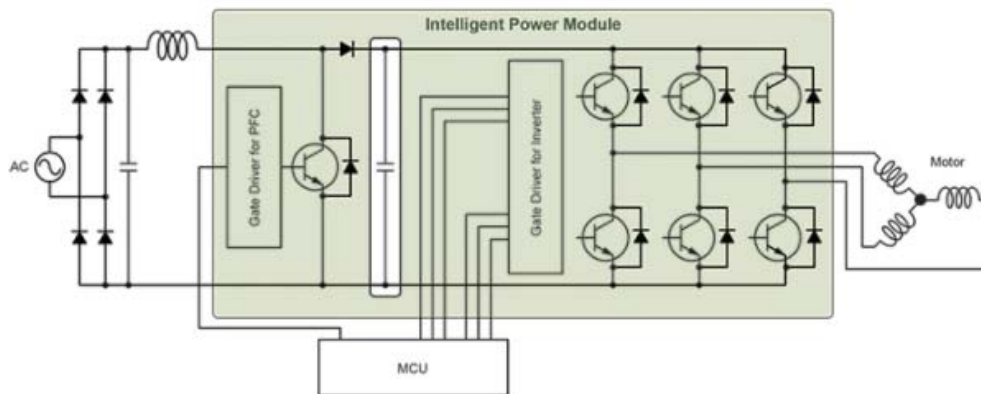 Intelligent Power Module
Gate Driver for PFC
Gate Driver for Inverter
AC
Motor
MCU